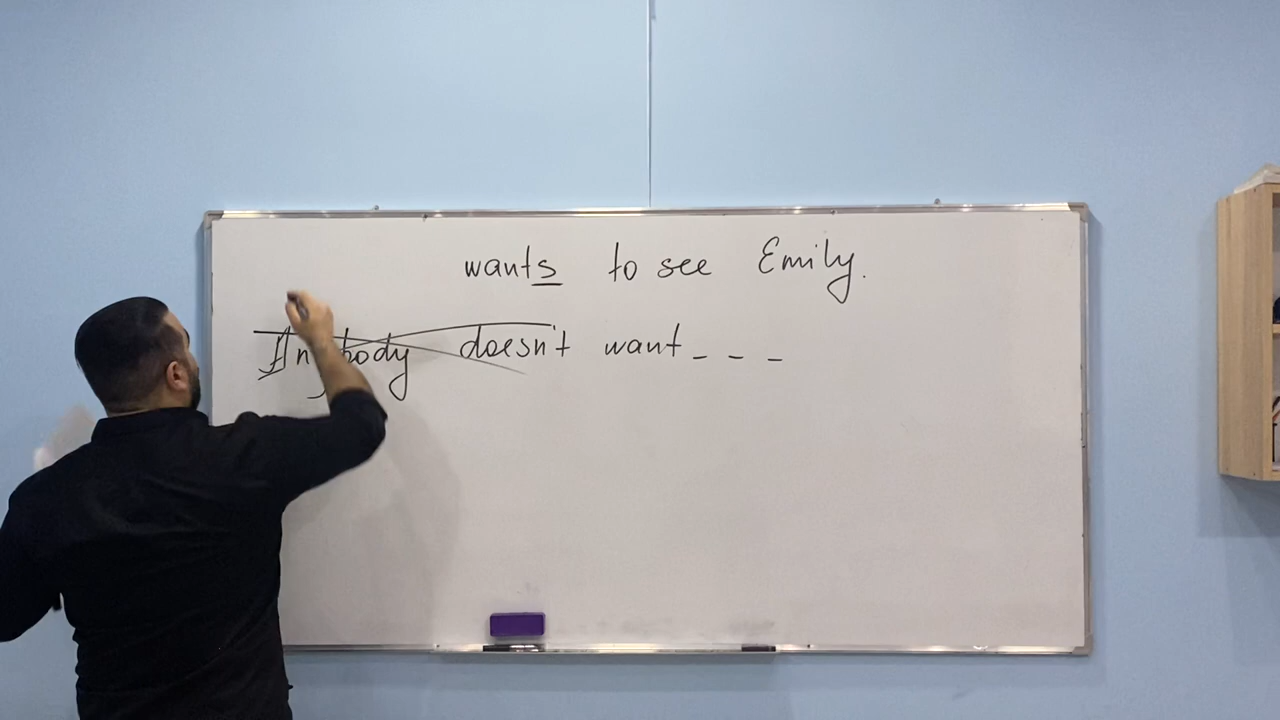 wants to see Emily.
Anybody doesn't want _ _ _